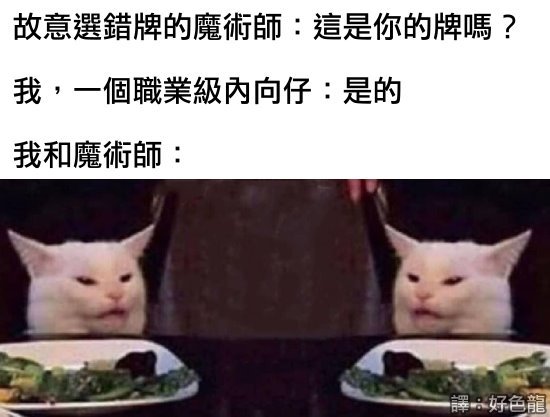 故意選錯牌的魔術師：這是你的牌嗎？
我，一個職業級內向仔：是的
我和魔術師：
譯：好色龍